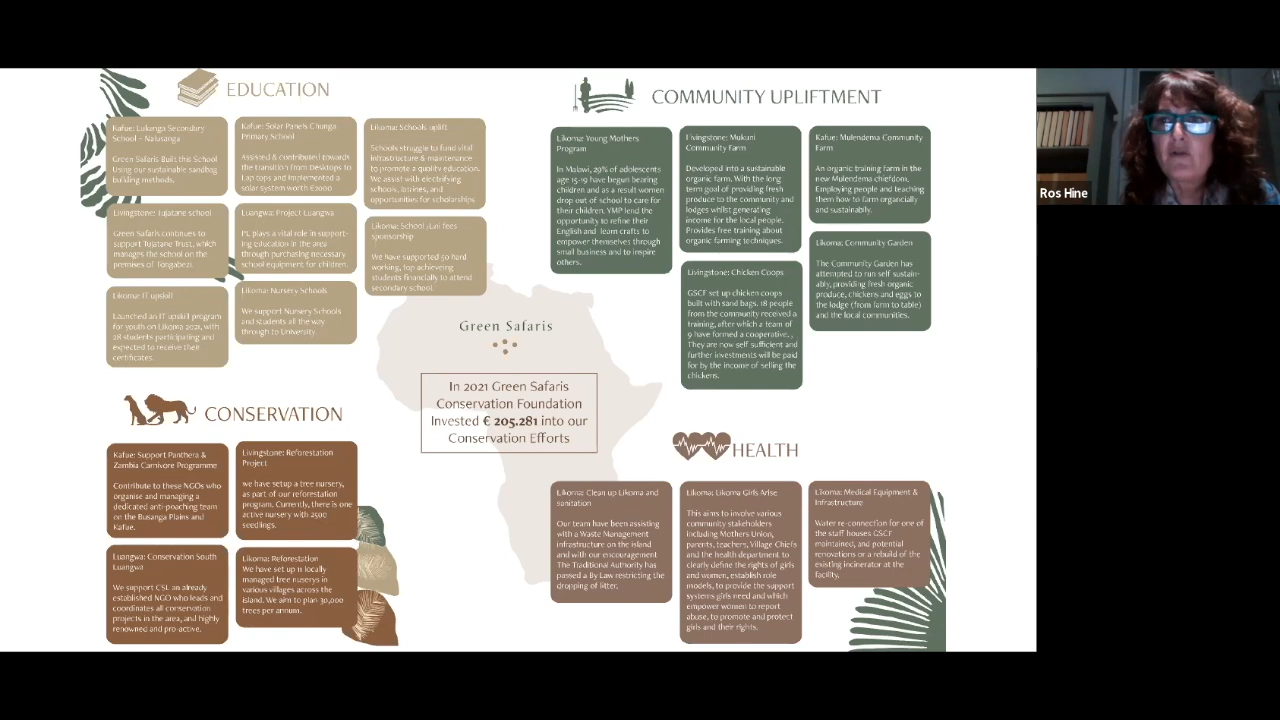 EDUCATION
Kafue: Lukanga Secondary
School – Nalusanga
Green Safaris Built this School
Using our sustainable sandbag
building methods.
Kafue: Solar Panels Chunga
Primary School
Assisted & contributed towards
the transition from Desktops to
Lap tops and implemented a
solar system worth €2000
Likoma: Schools uplift
Schools struggle to fund vital
infrastructure & maintenance
to promote a quality education.
We assist with electrifying
schools, latrines, and
opportunities for scholarships.
Livingstone: Tujatane school
Green Safaris continues to
support Tujatane Trust, which
manages the school on the
premises of Tongabezi.
Luangwa: Project Luangwa
PL plays a vital role in support-
ing education in the area
through purchasing necessary
school equipment for children.
Likoma: School / Uni fees
sponsorship
We have supported 50 hard
working, top achieving
students financially to attend
secondary school.
Likoma: IT upskill
Launched an IT upskill program
for youth on Likoma 2021, with
28 students participating and
expected to receive their
certificates.
Likoma: Nursery Schools
We support Nursery Schools
and students all the way
through to University
COMMUNITY UPLIFTMENT
Likoma: Young Mothers
Program
In Malawi, 29% of adolescents
age 15-19 have begun bearing
children and as a result women
drop out of school to care for
their children. YMP lend the
opportunity to refine their
English and learn crafts to
empower themselves through
small business and to inspire
others.
Livingstone: Mukuni
Community Farm
Developed into a sustainable
organic farm. With the long
term goal of providing fresh
produce to the community and
lodges whilst generating
income for the local people.
Provides free training about
organic farming techniques.
Kafue: Mulendema Community
Farm
An organic training farm in the
new Mulendema chiefdom.
Employing people and teaching
them how to farm organcially
and sustainably.
Livingstone: Chicken Coops
GSCF set up chicken coops
built with sand bags. 18 people
from the community received a
training, after which a team of
9 have formed a cooperative. ,
They are now self sufficient and
further investments will be paid
for by the income of selling the
chickens.
Likoma: Community Garden
The Community Garden has
attempted to run self sustain-
ably, providing fresh organic
produce, chickens and eggs to
the lodge (from farm to table)
and the local communities.
Green Safaris
In 2021 Green Safaris
Conservation Foundation
Invested € 205.281 into our
Conservation Efforts
CONSERVATION
Kafue: Support Panthera &
Zambia Carnivore Programme
Contribute to these NGOs who
organise and managing a
dedicated anti-poaching team
on the Busanga Plains and
Kafue.
Livingstone: Reforestation
Project
we have setup a tree nursery,
as part of our reforestation
program. Currently, there is one
active nursery with 2500
seedlings.
Luangwa: Conservation South
Luangwa
We support CSL an already
established NGO who leads and
coordinates all conservation
projects in the area, and highly
renowned and pro-active.
Likoma: Reforestation
We have set up 11 locally
managed tree nuserys in
various villages across the
island. We aim to plan 30,000
trees per annum.
HEALTH
Likoma: Clean up Likoma and
sanitation
Our team have been assisting
with a Waste Management
infrastructure on the island
and with our encouragement
The Traditional Authority has
passed a By Law restricting the
dropping of litter.
Likoma: Likoma Girls Arise
This aims to involve various
community stakeholders
including Mothers Union,
parents, teachers, Village Chiefs
and the health department to
clearly define the rights of girls
and women, establish role
models, to provide the support
systems girls need and which
empower women to report
abuse, to promote and protect
girls and their rights.
Likoma: Medical Equipment &
Infrastructure
Water re-connection for one of
the staff houses GSCF
maintained, and potential
renovations or a rebuild of the
existing incinerator at the
facility.
Ros Hine